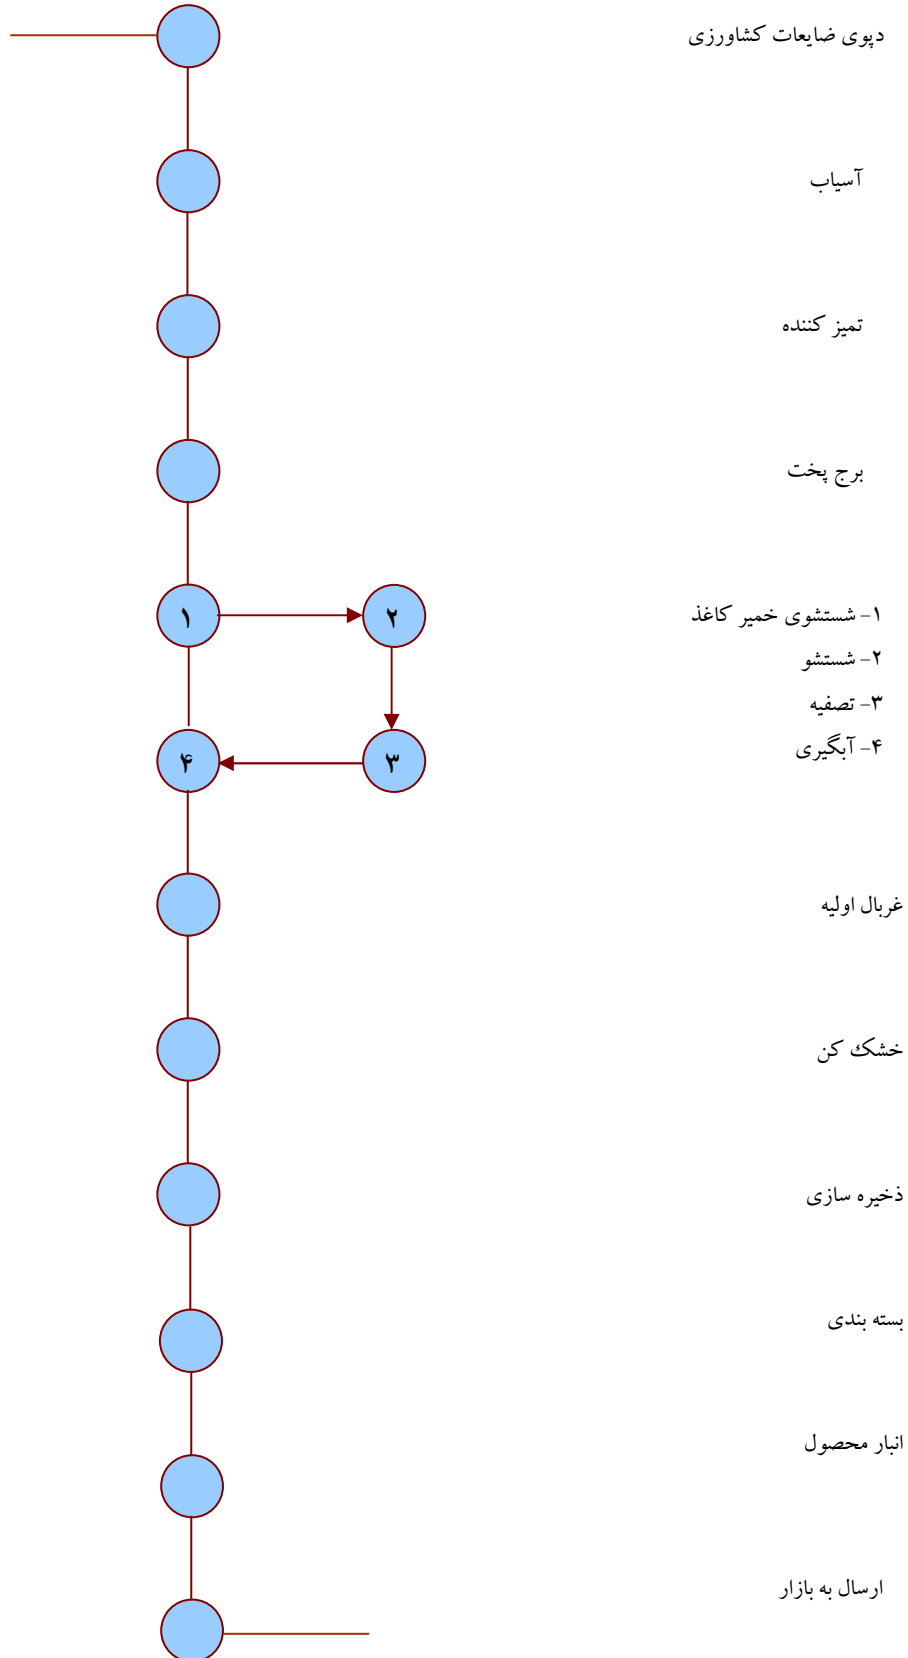 دپوی ضایعات کشاورزی
آسیاب
تمیز کننده
برج پخت
۱
۲
۱- شستشوی خمیر کاغذ
۲- شستشو
۳- تصفیه
۴- آبگیری
۴
۳
غربال اولیه
خشک کن
ذخیره سازی
بسته بندی
انبار محصول
ارسال به بازار